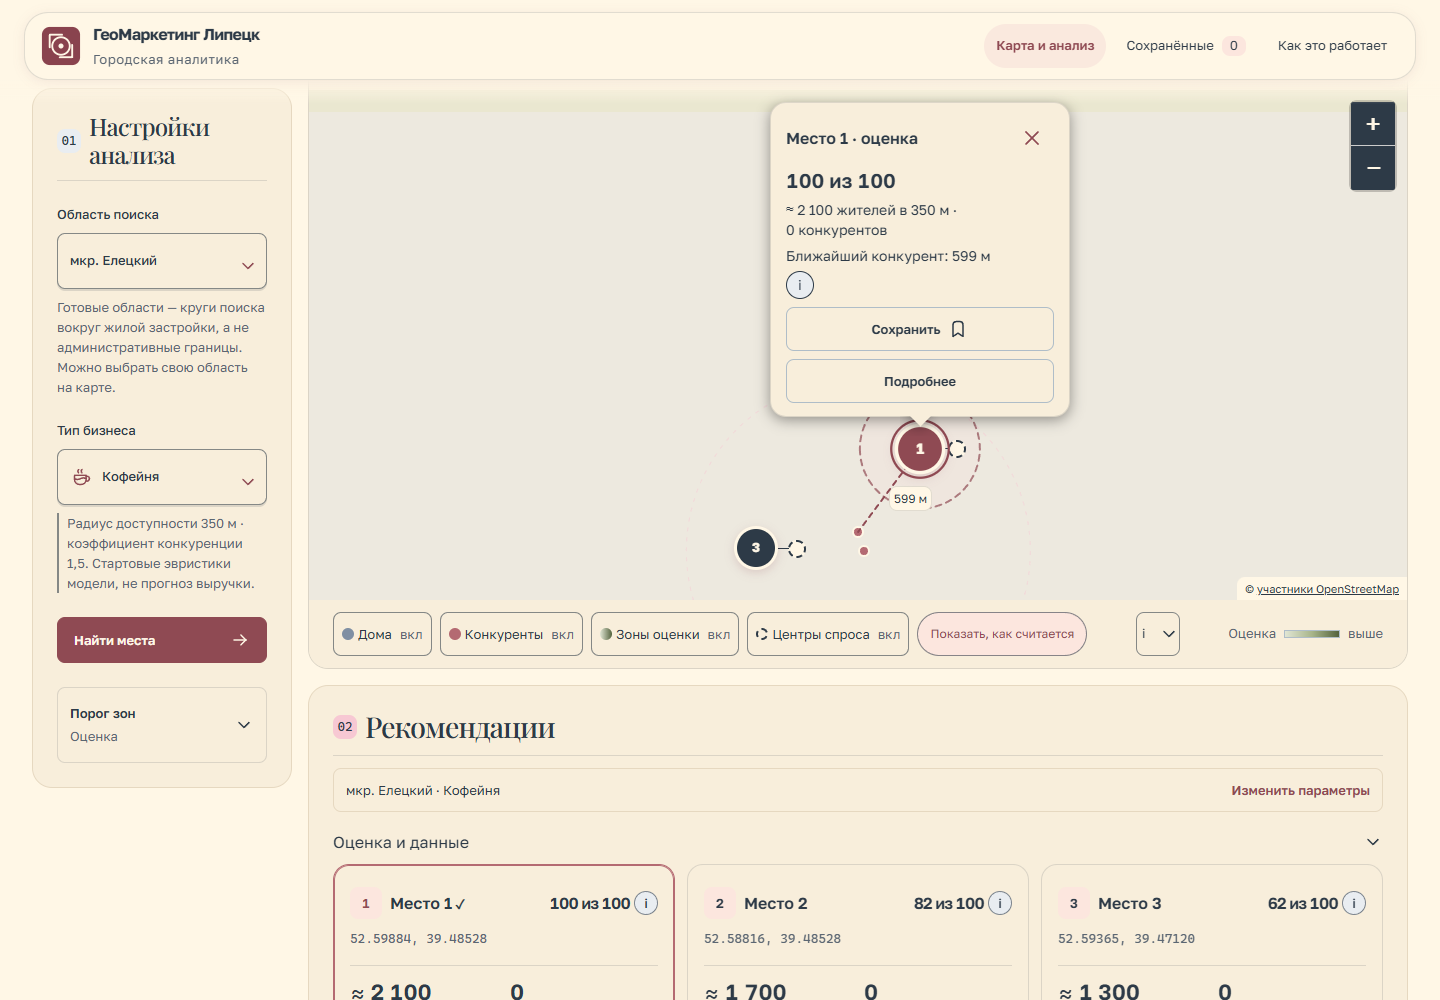 ГеоМаркетинг Липецк
Городская аналитика
Карта и анализ
Сохранённые 0
Как это работает
01 Настройки
анализа
Область поиска
мкр. Елецкий
Готовые области — круги поиска
вокруг жилой застройки, а не
административные границы.
Можно выбрать свою область
на карте.
Тип бизнеса
Кофейня
Радиус доступности 350 м ·
коэффициент конкуренции
1,5. Стартовые эвристики
модели, не прогноз выручки.
Найти места
Порог зон
Оценка
Место 1 · оценка
100 из 100
≈ 2 100 жителей в 350 м ·
0 конкурентов
Ближайший конкурент: 599 м
i
Сохранить
Подробнее
+
−
1
599 м
3
© участники OpenStreetMap
Дома вкл
Конкуренты вкл
Зоны оценки вкл
Центры спроса вкл
Показать, как считается
i
Оценка выше
02 Рекомендации
мкр. Елецкий · Кофейня
Изменить параметры
Оценка и данные
1 Место 1 ✓ 100 из 100 i
52.59884, 39.48528
≈ 2 100 0
2 Место 2 82 из 100 i
52.58816, 39.48528
≈ 1 700 0
3 Место 3 62 из 100 i
52.59365, 39.47120
≈ 1 300 0